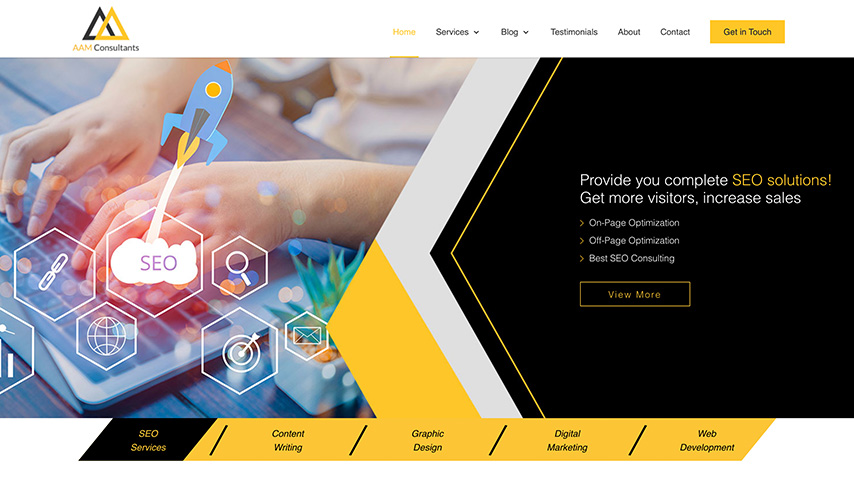 AAM Consultants
Home
Services
Blog
Testimonials
About
Contact
Get in Touch
SEO
Provide you complete SEO solutions!
Get more visitors, increase sales
On-Page Optimization
Off-Page Optimization
Best SEO Consulting
View More
SEO
Services
Content
Writing
Graphic
Design
Digital
Marketing
Web
Development